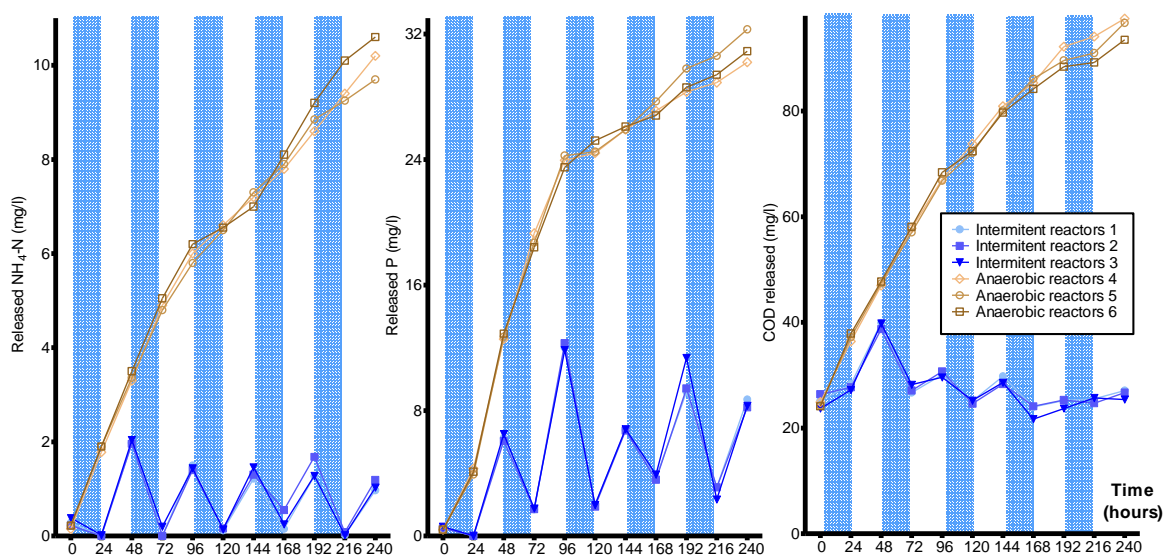 Released NH4-N (mg/l)
10
8
6
4
2
0
0 24 48 72 96 120 144 168 192 216 240
Released P (mg/l)
32
24
16
8
0
0 24 48 72 96 120 144 168 192 216 240
COD released (mg/l)
80
60
40
20
0
0 24 48 72 96 120 144 168 192 216 240
Intermitent reactors 1
Intermitent reactors 2
Intermitent reactors 3
Anaerobic reactors 4
Anaerobic reactors 5
Anaerobic reactors 6
Time
(hours)